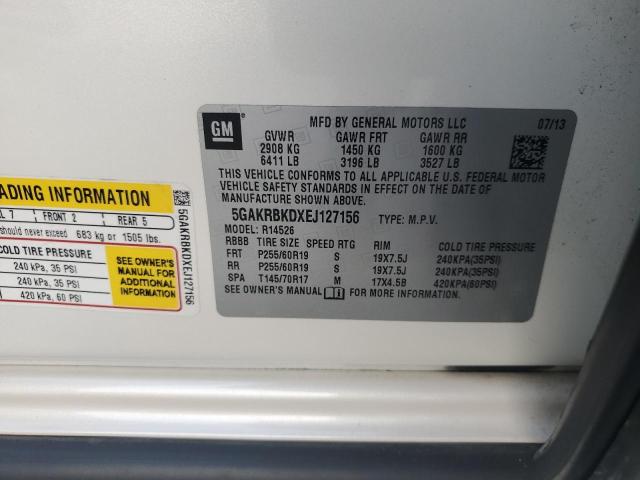 GM
MFD BY GENERAL MOTORS LLC
07/13
GVWR GAWR FRT GAWR RR
2908 KG 1450 KG 1600 KG
6411 LB 3196 LB 3527 LB
THIS VEHICLE CONFORMS TO ALL APPLICABLE U.S. FEDERAL MOTOR
VEHICLE SAFETY STANDARDS IN EFFECT ON THE DATE OF
MANUFACTURE SHOWN ABOVE.
5GAKRBKDXEJ127156 TYPE: M.P.V.
MODEL: R14526
RBBB TIRE SIZE SPEED RTG RIM
FRT P255/60R19 S 19X7.5J 240KPA(35PSI)
RR P255/60R19 S 19X7.5J 240KPA(35PSI)
SPA T145/70R17 M 17X4.5B 420KPA(60PSI)
SEE OWNER'S MANUAL FOR MORE INFORMATION.
ADING INFORMATION
L 7 FRONT 2 REAR 5
should never exceed 683 kg or 1505 lbs.
COLD TIRE PRESSURE
240 kPa, 35 PSI
240 kPa, 35 PSI
420 kPa, 60 PSI
SEE OWNER'S
MANUAL FOR
ADDITIONAL
INFORMATION
5GAKRBKDXEJ127156